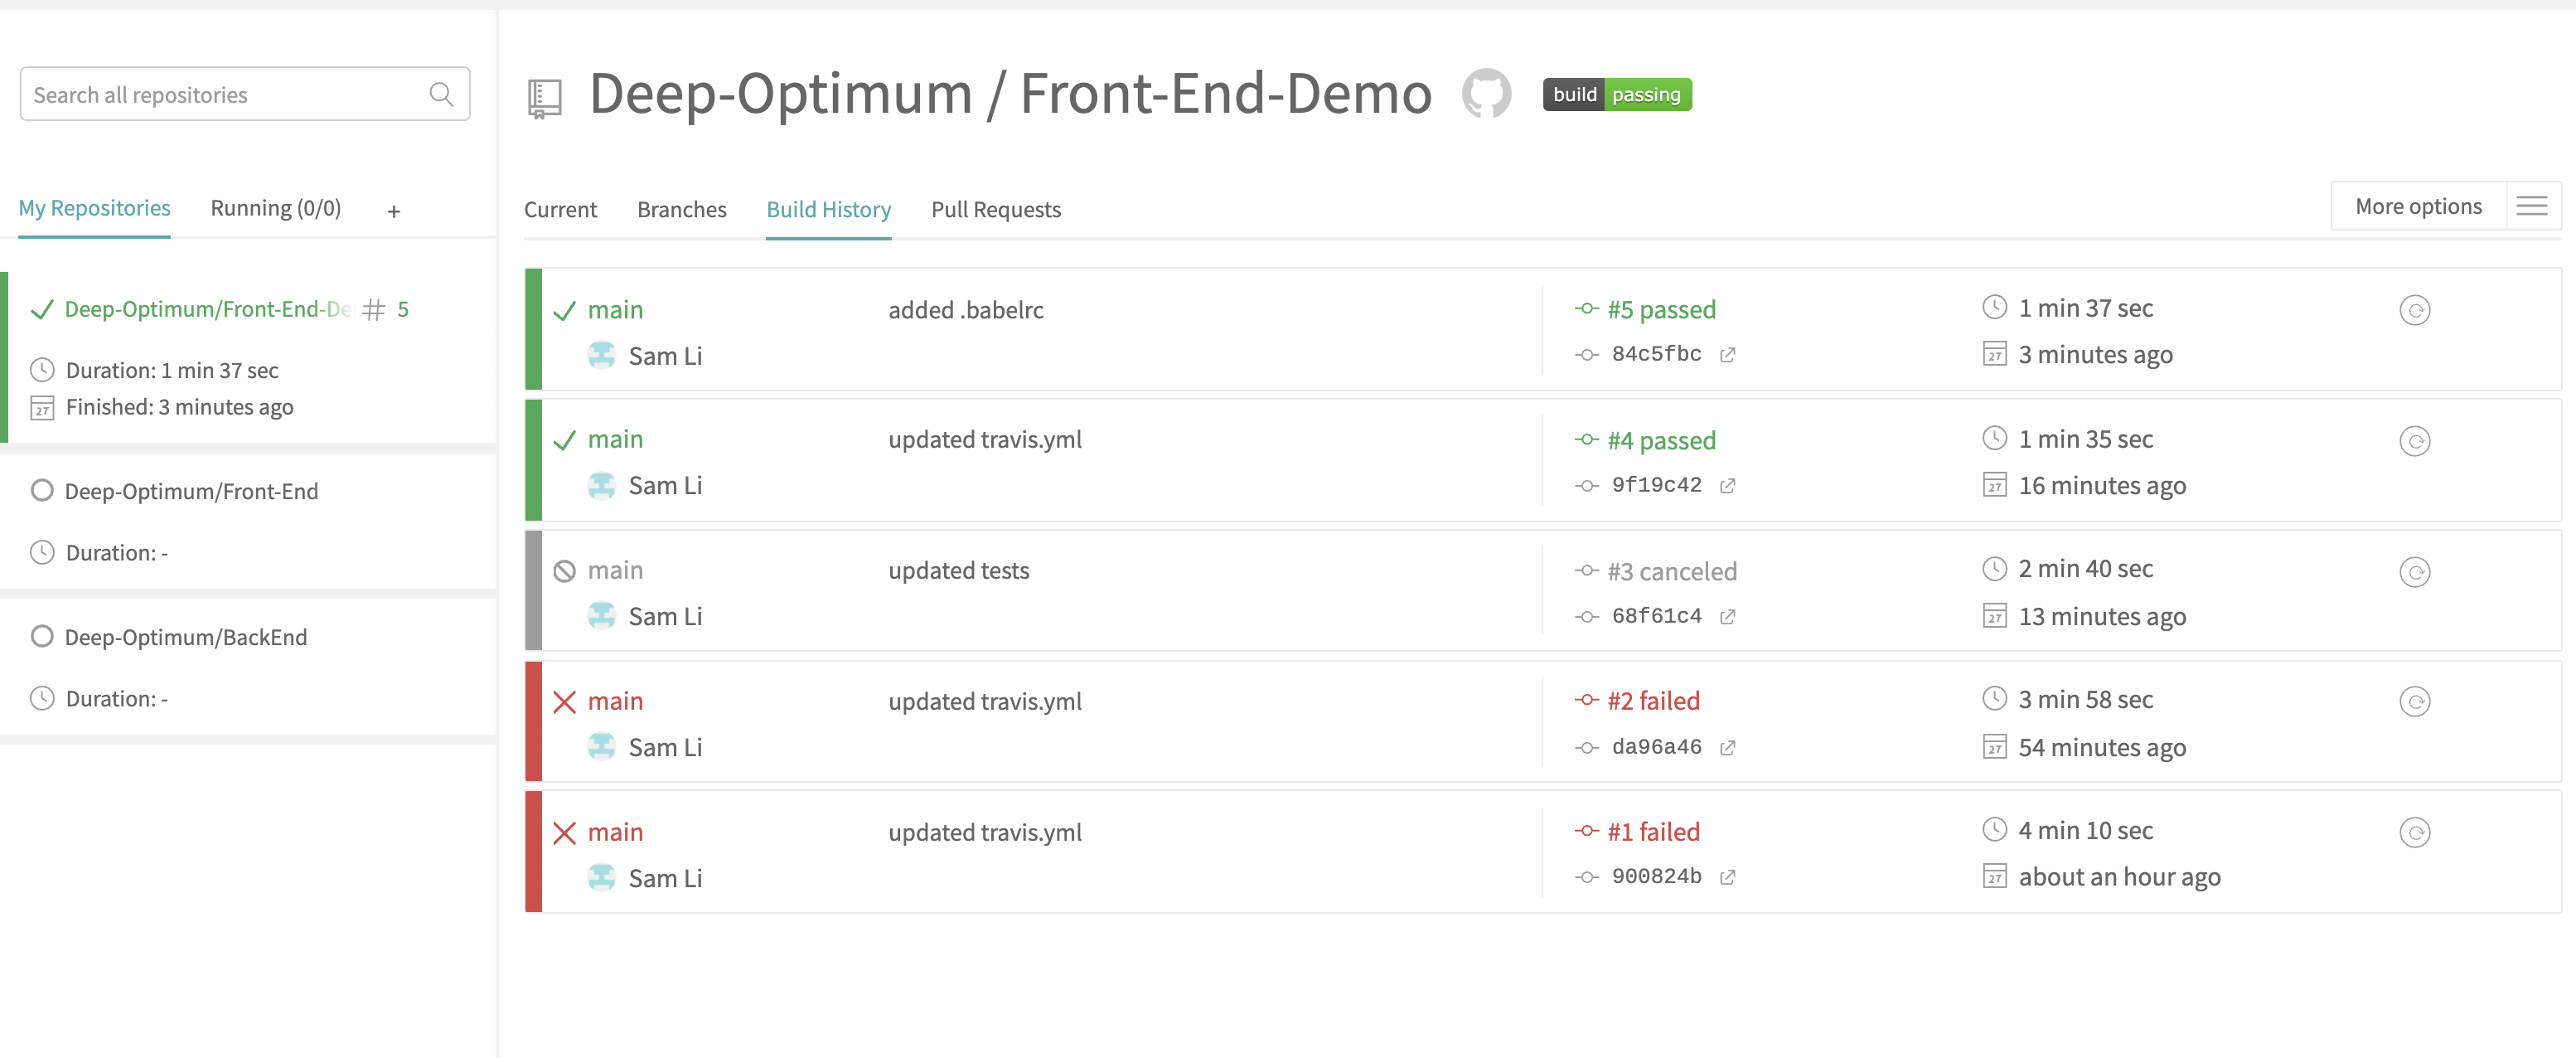 Search all repositories
My Repositories Running (0/0) +
Deep-Optimum/Front-End-De # 5
Duration: 1 min 37 sec
27 Finished: 3 minutes ago
Deep-Optimum/Front-End
Duration: -
Deep-Optimum/BackEnd
Duration: -
Deep-Optimum / Front-End-Demo build passing
Current Branches Build History Pull Requests More options
main added .babelrc #5 passed 1 min 37 sec
Sam Li 84c5fbc 27 3 minutes ago
main updated travis.yml #4 passed 1 min 35 sec
Sam Li 9f19c42 27 16 minutes ago
main updated tests #3 canceled 2 min 40 sec
Sam Li 68f61c4 27 13 minutes ago
main updated travis.yml #2 failed 3 min 58 sec
Sam Li da96a46 27 54 minutes ago
main updated travis.yml #1 failed 4 min 10 sec
Sam Li 900824b 27 about an hour ago